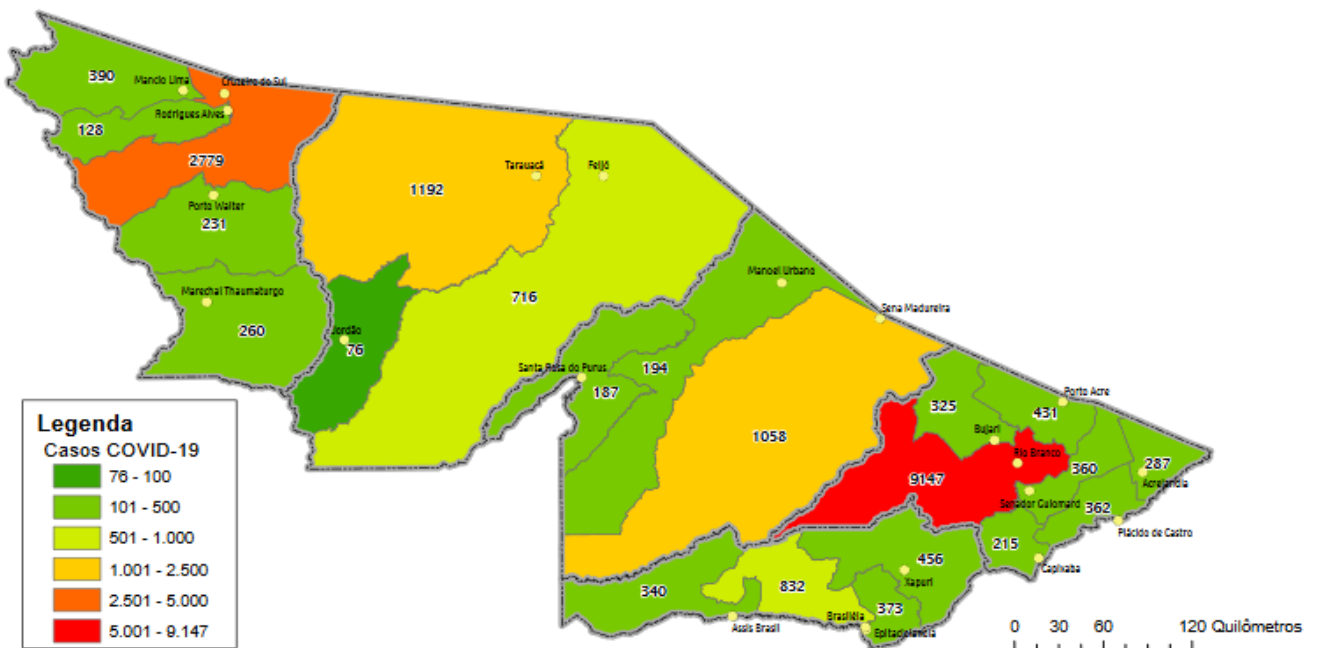 390
Mancio Lima
Cruzeiro do Sul
Rodrigues Alves
128
2779
Porto Walter
231
Marechal Thaumaturgo
260
1192
Tarauacá
Feijó
716
Jordão
76
Manoel Urbano
Sena Madureira
Santa Rosa do Purus
194
187
1058
325
Porto Acre
431
Bujari
Rio Branco
9147
360
287
Acrelandia
Senador Guiomard
362
Plácido de Castro
215
Capixaba
456
Xapuri
340
832
373
Brasiléia
Epitaciolancia
Assis Brasil
Legenda
Casos COVID-19
76 - 100
101 - 500
501 - 1.000
1.001 - 2.500
2.501 - 5.000
5.001 - 9.147
0 30 60 120 Quilômetros